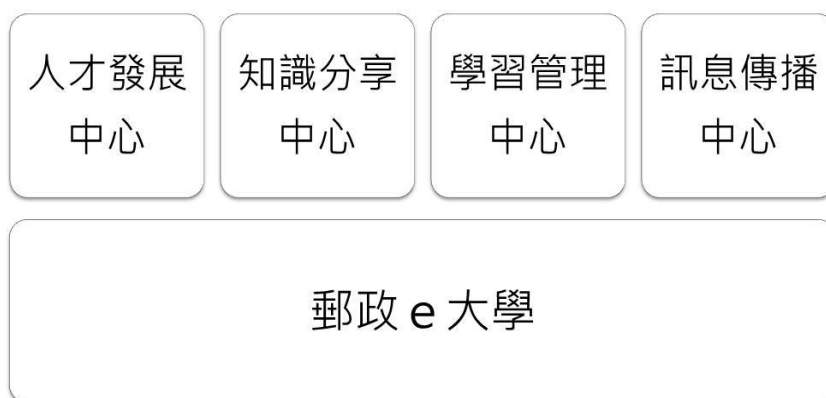 人才發展
中心
知識分享
中心
學習管理
中心
訊息傳播
中心
郵政 e 大學